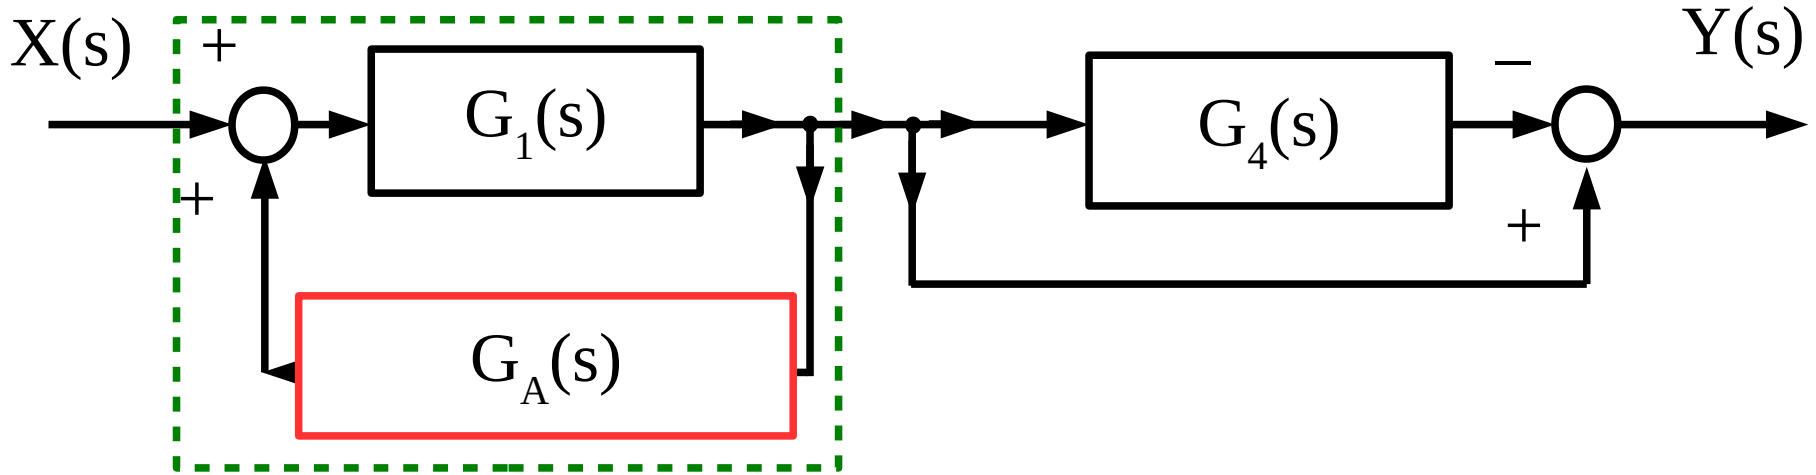 X(s)
+
G1(s)
G4(s)
−
Y(s)
+
+
GA(s)